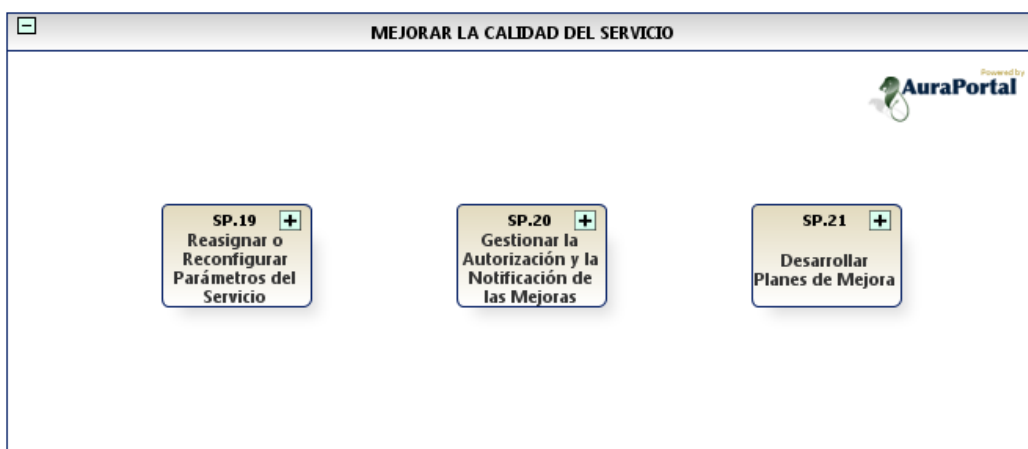 MEJORAR LA CALIDAD DEL SERVICIO
Powered by
AuraPortal
SP.19
Reasignar o
Reconfigurar
Parámetros del
Servicio
SP.20
Gestionar la
Autorización y la
Notificación de
las Mejoras
SP.21
Desarrollar
Planes de Mejora